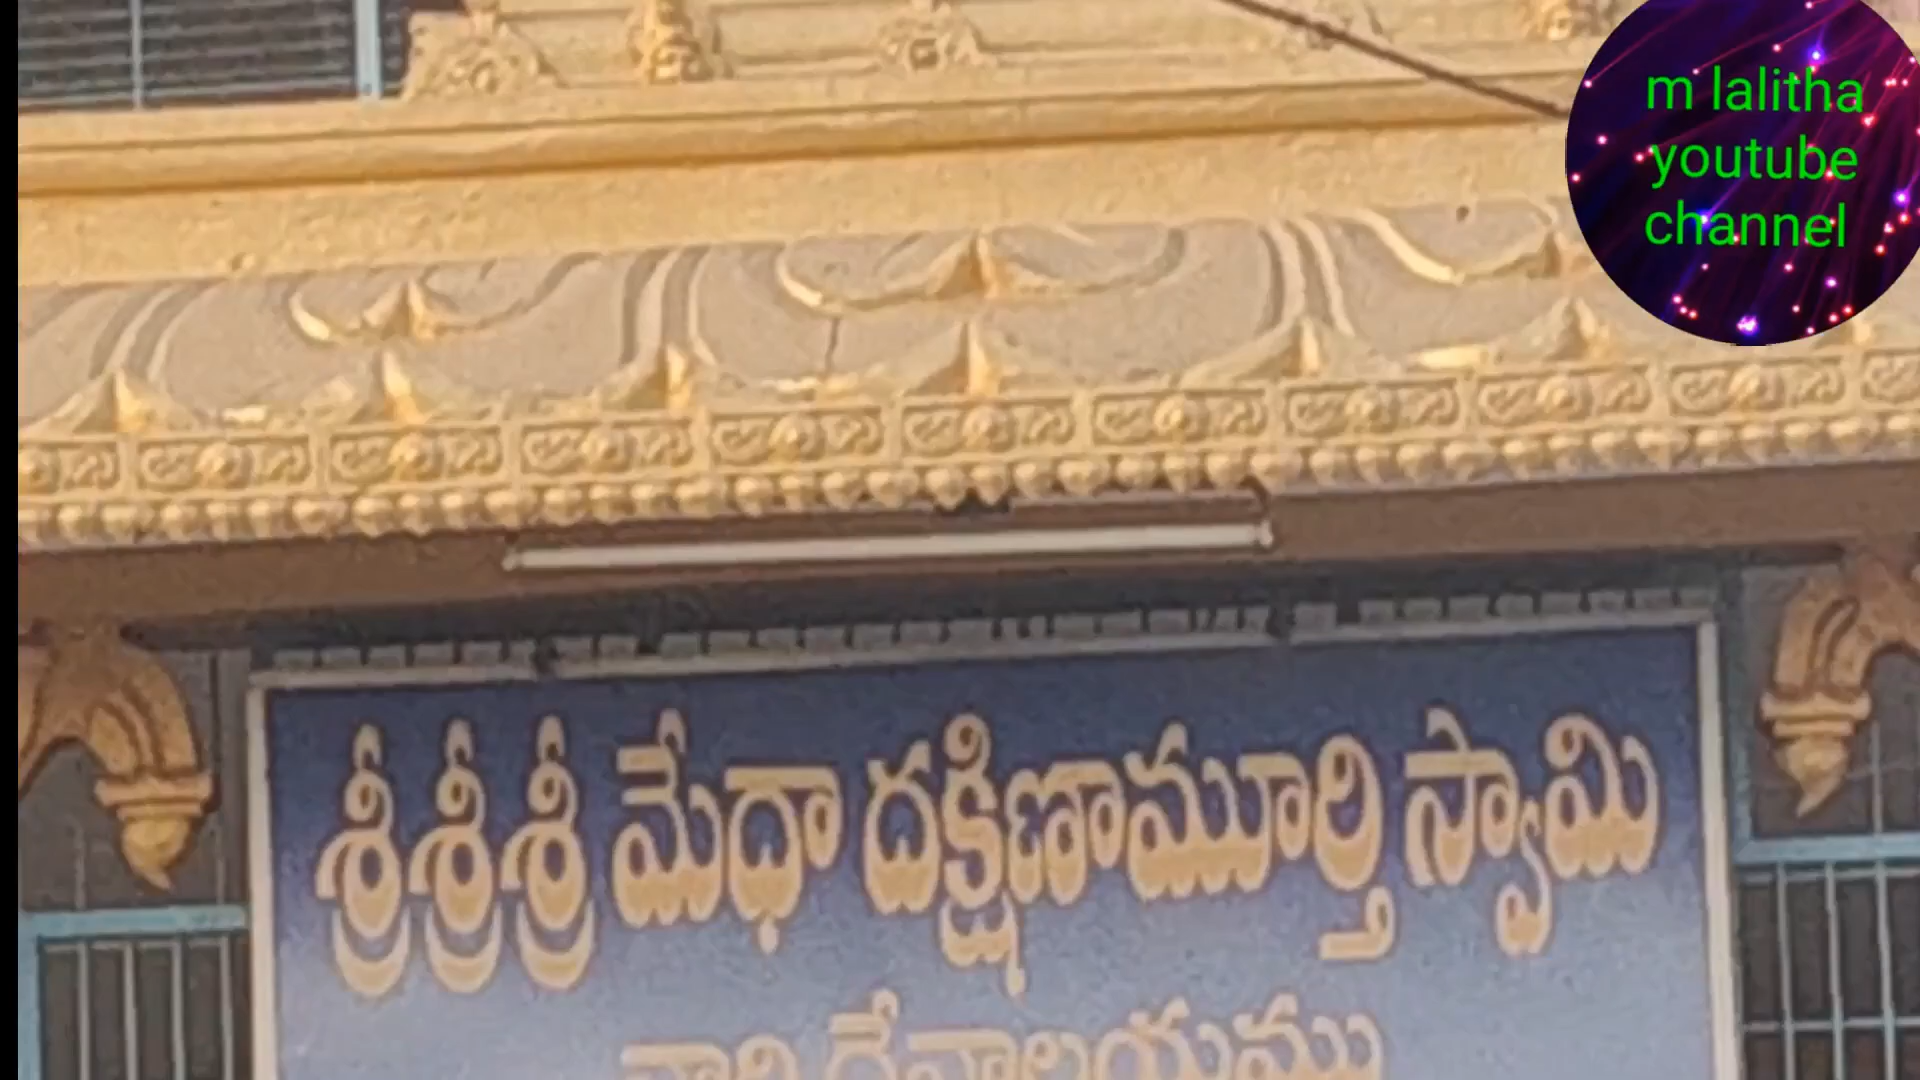 m lalitha
youtube
channel
శ్రీశ్రీశ్రీ మేధా దక్షిణామూర్తి స్వామి
వారి దేవాలయము